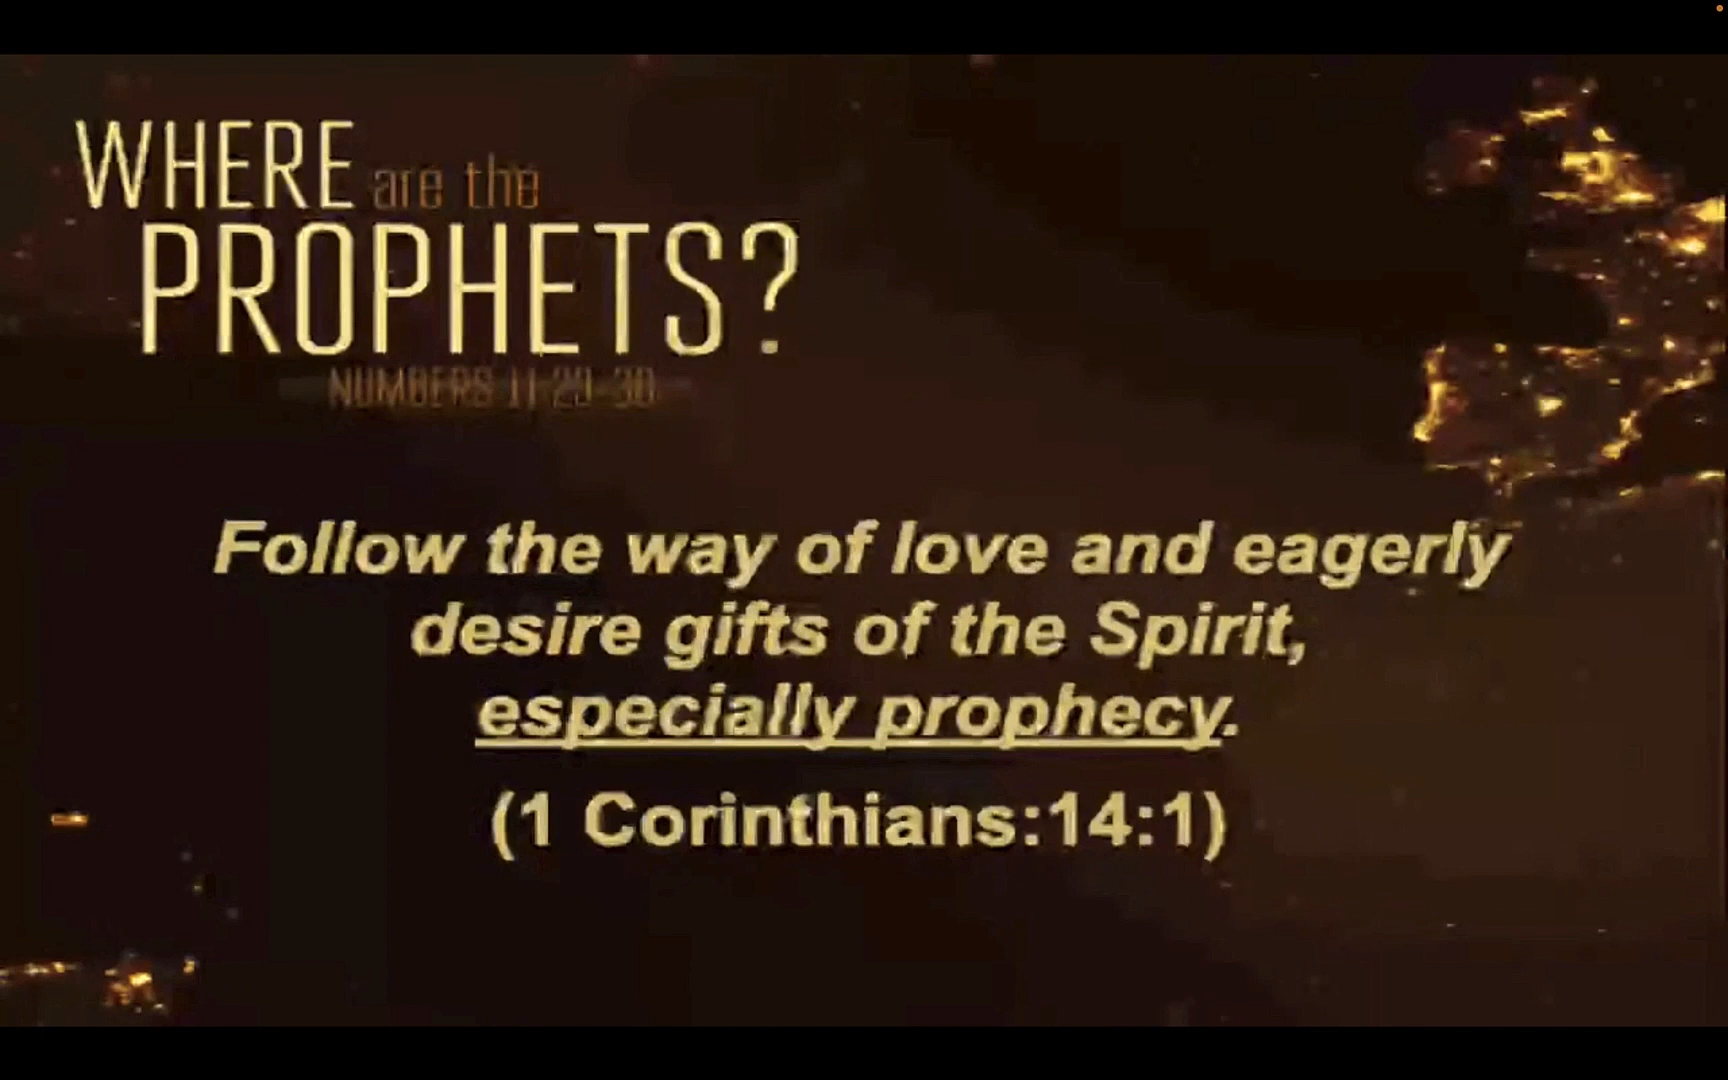 WHERE are the
PROPHETS?
NUMBERS 11:23-30
Follow the way of love and eagerly
desire gifts of the Spirit,
especially prophecy.
(1 Corinthians:14:1)